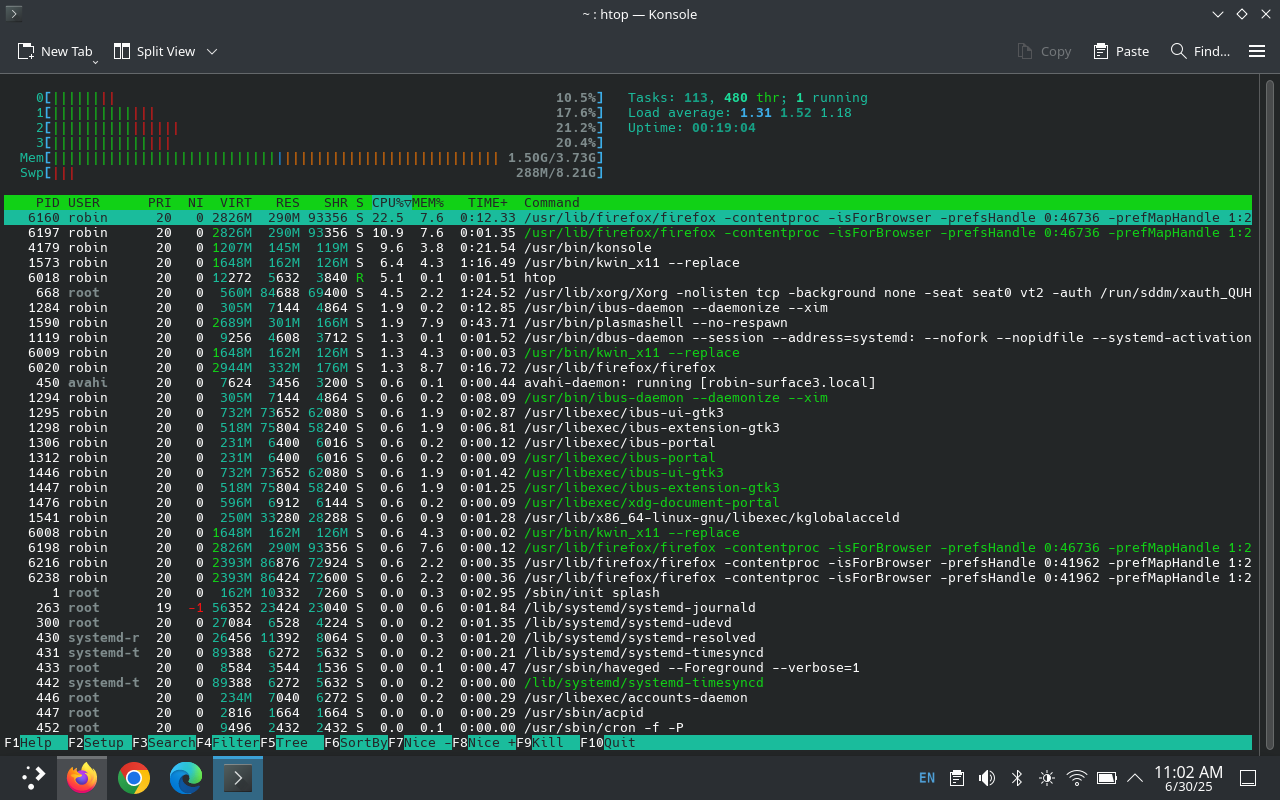 ~ : htop — Konsole
New Tab Split View Copy Paste Find...
0[|||||||| 10.5%] Tasks: 113, 480 thr; 1 running
1[||||||||||||| 17.6%] Load average: 1.31 1.52 1.18
2[|||||||||||||||| 21.2%] Uptime: 00:19:04
3[||||||||||||||| 20.4%]
Mem[|||||||||||||||||||||||||||||||||||||||||||||||||||||||| 1.50G/3.73G]
Swp[||| 288M/8.21G]
PID USER PRI NI VIRT RES SHR S CPU%▽MEM% TIME+ Command
6160 robin 20 0 2826M 290M 93356 S 22.5 7.6 0:12.33 /usr/lib/firefox/firefox -contentproc -isForBrowser -prefsHandle 0:46736 -prefMapHandle 1:2
6197 robin 20 0 2826M 290M 93356 S 10.9 7.6 0:01.35 /usr/lib/firefox/firefox -contentproc -isForBrowser -prefsHandle 0:46736 -prefMapHandle 1:2
4179 robin 20 0 1207M 145M 119M S 9.6 3.8 0:21.54 /usr/bin/konsole
1573 robin 20 0 1648M 162M 126M S 6.4 4.3 1:16.49 /usr/bin/kwin_x11 --replace
6018 robin 20 0 12272 5632 3840 R 5.1 0.1 0:01.51 htop
668 root 20 0 560M 84688 69400 S 4.5 2.2 1:24.52 /usr/lib/xorg/Xorg -nolisten tcp -background none -seat seat0 vt2 -auth /run/sddm/xauth_QUH
1284 robin 20 0 305M 7144 4864 S 1.9 0.2 0:12.85 /usr/bin/ibus-daemon --daemonize --xim
1590 robin 20 0 2689M 301M 166M S 1.9 7.9 0:43.71 /usr/bin/plasmashell --no-respawn
1119 robin 20 0 9256 4608 3712 S 1.3 0.1 0:01.52 /usr/bin/dbus-daemon --session --address=systemd: --nofork --nopidfile --systemd-activation
6009 robin 20 0 1648M 162M 126M S 1.3 4.3 0:00.03 /usr/bin/kwin_x11 --replace
6020 robin 20 0 2944M 332M 176M S 1.3 8.7 0:16.72 /usr/lib/firefox/firefox
450 avahi 20 0 7624 3456 3200 S 0.6 0.1 0:00.44 avahi-daemon: running [robin-surface3.local]
1294 robin 20 0 305M 7144 4864 S 0.6 0.2 0:08.09 /usr/bin/ibus-daemon --daemonize --xim
1295 robin 20 0 732M 73652 62080 S 0.6 1.9 0:02.87 /usr/libexec/ibus-ui-gtk3
1298 robin 20 0 518M 75804 58240 S 0.6 1.9 0:06.81 /usr/libexec/ibus-extension-gtk3
1306 robin 20 0 231M 6400 6016 S 0.6 0.2 0:00.12 /usr/libexec/ibus-portal
1312 robin 20 0 231M 6400 6016 S 0.6 0.2 0:00.09 /usr/libexec/ibus-portal
1446 robin 20 0 732M 73652 62080 S 0.6 1.9 0:01.42 /usr/libexec/ibus-ui-gtk3
1447 robin 20 0 518M 75804 58240 S 0.6 1.9 0:01.25 /usr/libexec/ibus-extension-gtk3
1476 robin 20 0 596M 6912 6144 S 0.6 0.2 0:00.09 /usr/libexec/xdg-document-portal
1541 robin 20 0 250M 33280 28288 S 0.6 0.9 0:01.28 /usr/lib/x86_64-linux-gnu/libexec/kglobalacceld
6008 robin 20 0 1648M 162M 126M S 0.6 4.3 0:00.02 /usr/bin/kwin_x11 --replace
6198 robin 20 0 2826M 290M 93356 S 0.6 7.6 0:00.12 /usr/lib/firefox/firefox -contentproc -isForBrowser -prefsHandle 0:46736 -prefMapHandle 1:2
6216 robin 20 0 2393M 86876 72924 S 0.6 2.2 0:00.35 /usr/lib/firefox/firefox -contentproc -isForBrowser -prefsHandle 0:41962 -prefMapHandle 1:2
6238 robin 20 0 2393M 86424 72600 S 0.6 2.2 0:00.36 /usr/lib/firefox/firefox -contentproc -isForBrowser -prefsHandle 0:41962 -prefMapHandle 1:2
1 root 20 0 162M 10332 7260 S 0.0 0.3 0:02.95 /sbin/init splash
263 root 19 -1 56352 23424 23040 S 0.0 0.6 0:01.84 /lib/systemd/systemd-journald
300 root 20 0 27084 6528 4224 S 0.0 0.2 0:01.35 /lib/systemd/systemd-udevd
430 systemd-r 20 0 26456 11392 8064 S 0.0 0.3 0:01.20 /lib/systemd/systemd-resolved
431 systemd-t 20 0 89388 6272 5632 S 0.0 0.2 0:00.21 /lib/systemd/systemd-timesyncd
433 root 20 0 8584 3544 1536 S 0.0 0.1 0:00.47 /usr/sbin/haveged --Foreground --verbose=1
442 systemd-t 20 0 89388 6272 5632 S 0.0 0.2 0:00.00 /lib/systemd/systemd-timesyncd
446 root 20 0 234M 7040 6272 S 0.0 0.2 0:00.29 /usr/libexec/accounts-daemon
447 root 20 0 2816 1664 1664 S 0.0 0.0 0:00.29 /usr/sbin/acpid
452 root 20 0 9496 2432 2432 S 0.0 0.1 0:00.00 /usr/sbin/cron -f -P
F1Help F2Setup F3SearchF4FilterF5Tree F6SortByF7Nice -F8Nice +F9Kill F10Quit
EN 11:02 AM
6/30/25